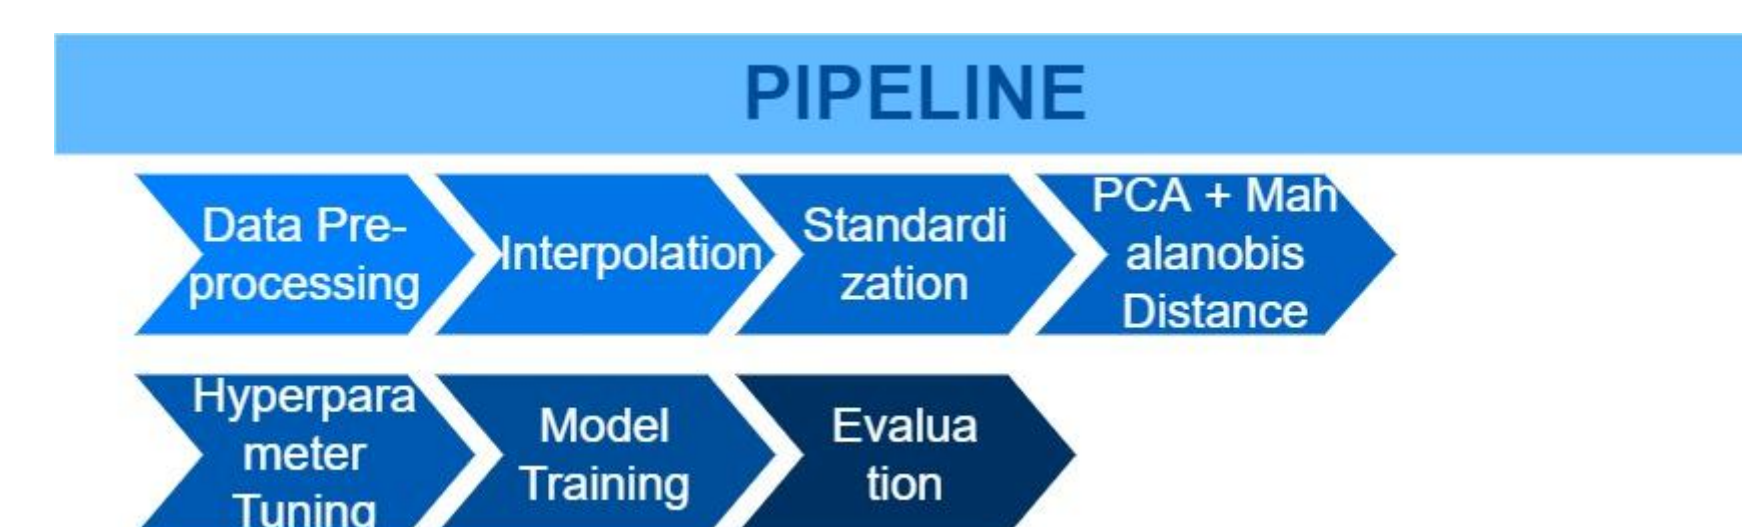 PIPELINE
Data Pre-
processing
Interpolation
Standardi
zation
PCA + Mah
alanobis
Distance
Hyperpara
meter
Tuning
Model
Training
Evalua
tion